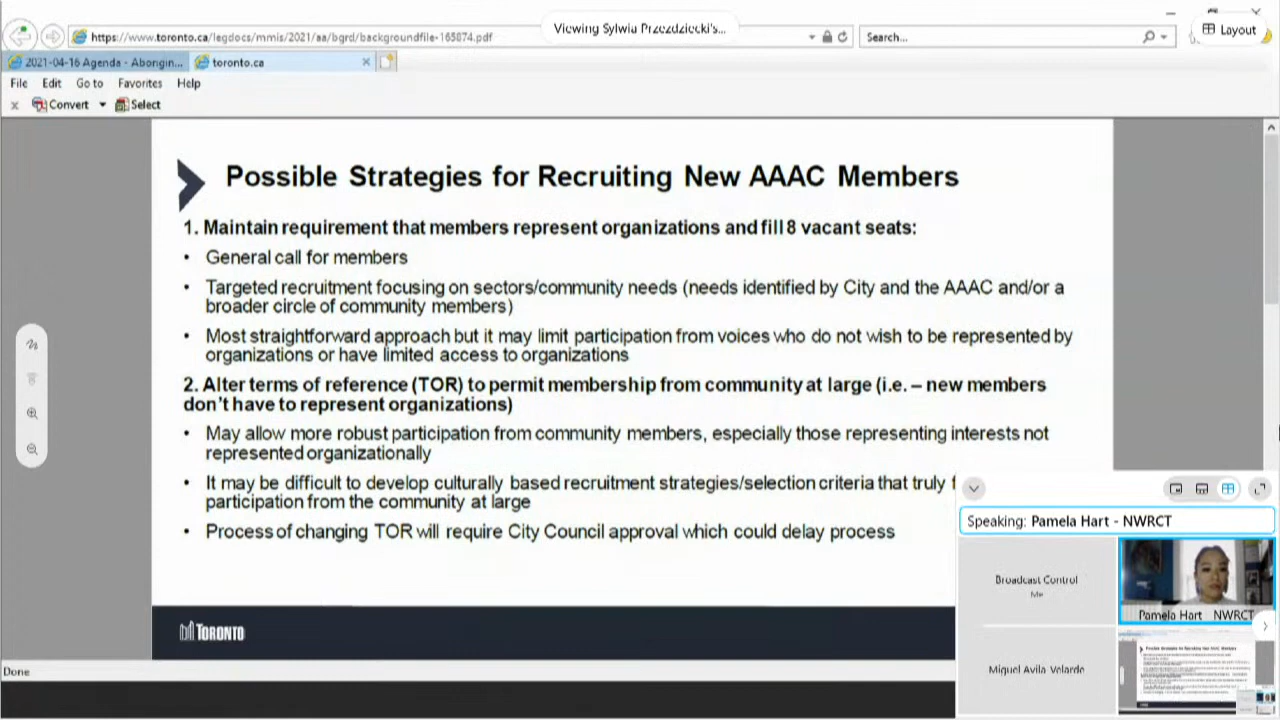 Viewing Sylwia Przezdziecki's...
https://www.toronto.ca/legdocs/mmis/2021/aa/bgrd/backgroundfile-165874.pdf
Search...
Layout
2021-04-16 Agenda - Aborigin...
toronto.ca
File Edit Go to Favorites Help
x Convert Select
Possible Strategies for Recruiting New AAAC Members
1. Maintain requirement that members represent organizations and fill 8 vacant seats:
• General call for members
• Targeted recruitment focusing on sectors/community needs (needs identified by City and the AAAC and/or a
broader circle of community members)
• Most straightforward approach but it may limit participation from voices who do not wish to be represented by
organizations or have limited access to organizations
2. Alter terms of reference (TOR) to permit membership from community at large (i.e. – new members
don't have to represent organizations)
• May allow more robust participation from community members, especially those representing interests not
represented organizationally
• It may be difficult to develop culturally based recruitment strategies/selection criteria that truly
participation from the community at large
• Process of changing TOR will require City Council approval which could delay process
TORONTO
Speaking: Pamela Hart - NWRCT
Broadcast Control
Me
Pamela Hart NWRCT
Miguel Avila Velarde
Possible Strategies for Recruiting New AAAC Members
Done